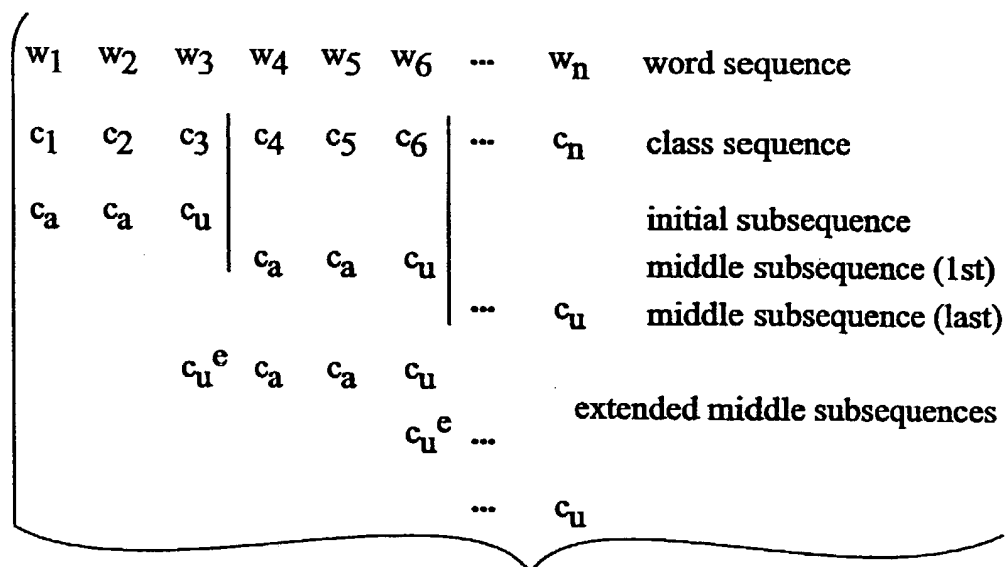 w1 w2 w3 w4 w5 w6 ... wn word sequence
c1 c2 c3 c4 c5 c6 ... cn class sequence
ca ca cu initial subsequence
ca ca cu middle subsequence (1st)
... cu middle subsequence (last)
cu^e ca ca cu
extended middle subsequences
cu^e ...
... cu